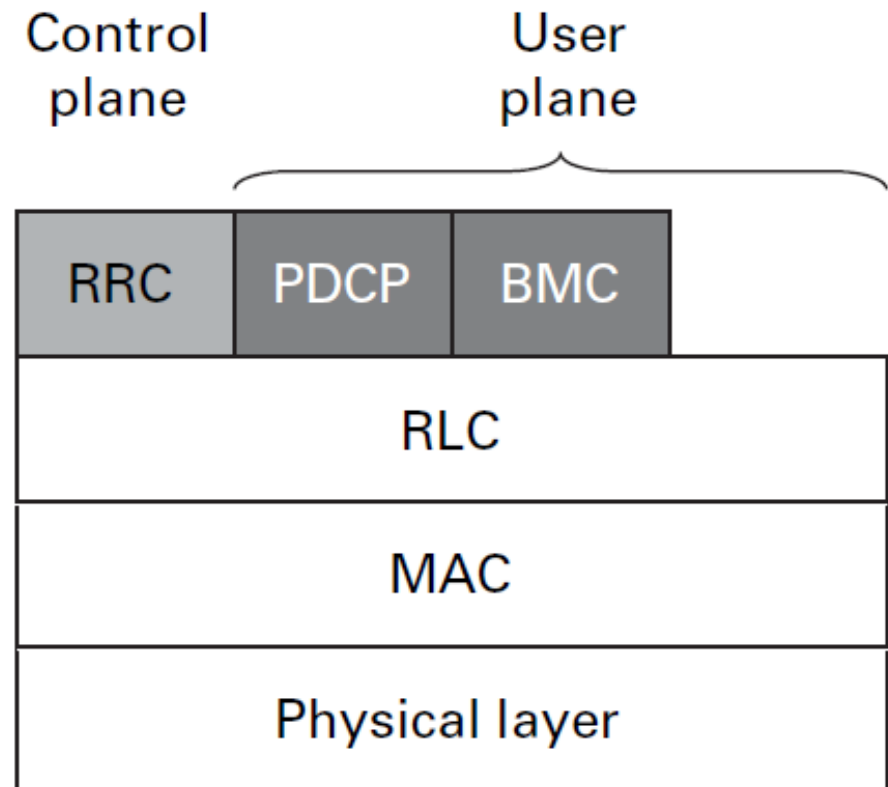 Control
plane
User
plane
RRC
PDCP
BMC
RLC
MAC
Physical layer